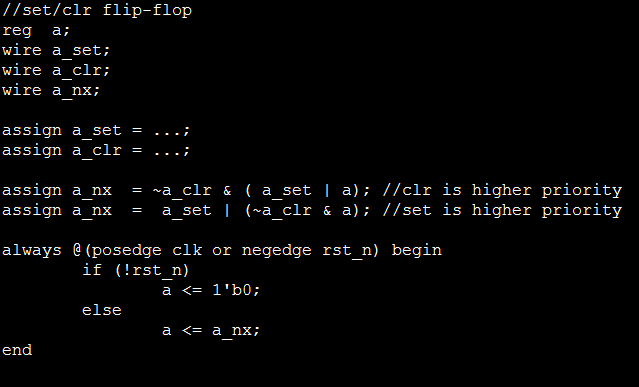 //set/clr flip-flop
reg  a;
wire a_set;
wire a_clr;
wire a_nx;

assign a_set = ...;
assign a_clr = ...;

assign a_nx  = ~a_clr & ( a_set | a); //clr is higher priority
assign a_nx  =  a_set | (~a_clr & a); //set is higher priority

always @(posedge clk or negedge rst_n) begin
        if (!rst_n)
                a <= 1'b0;
        else
                a <= a_nx;
end